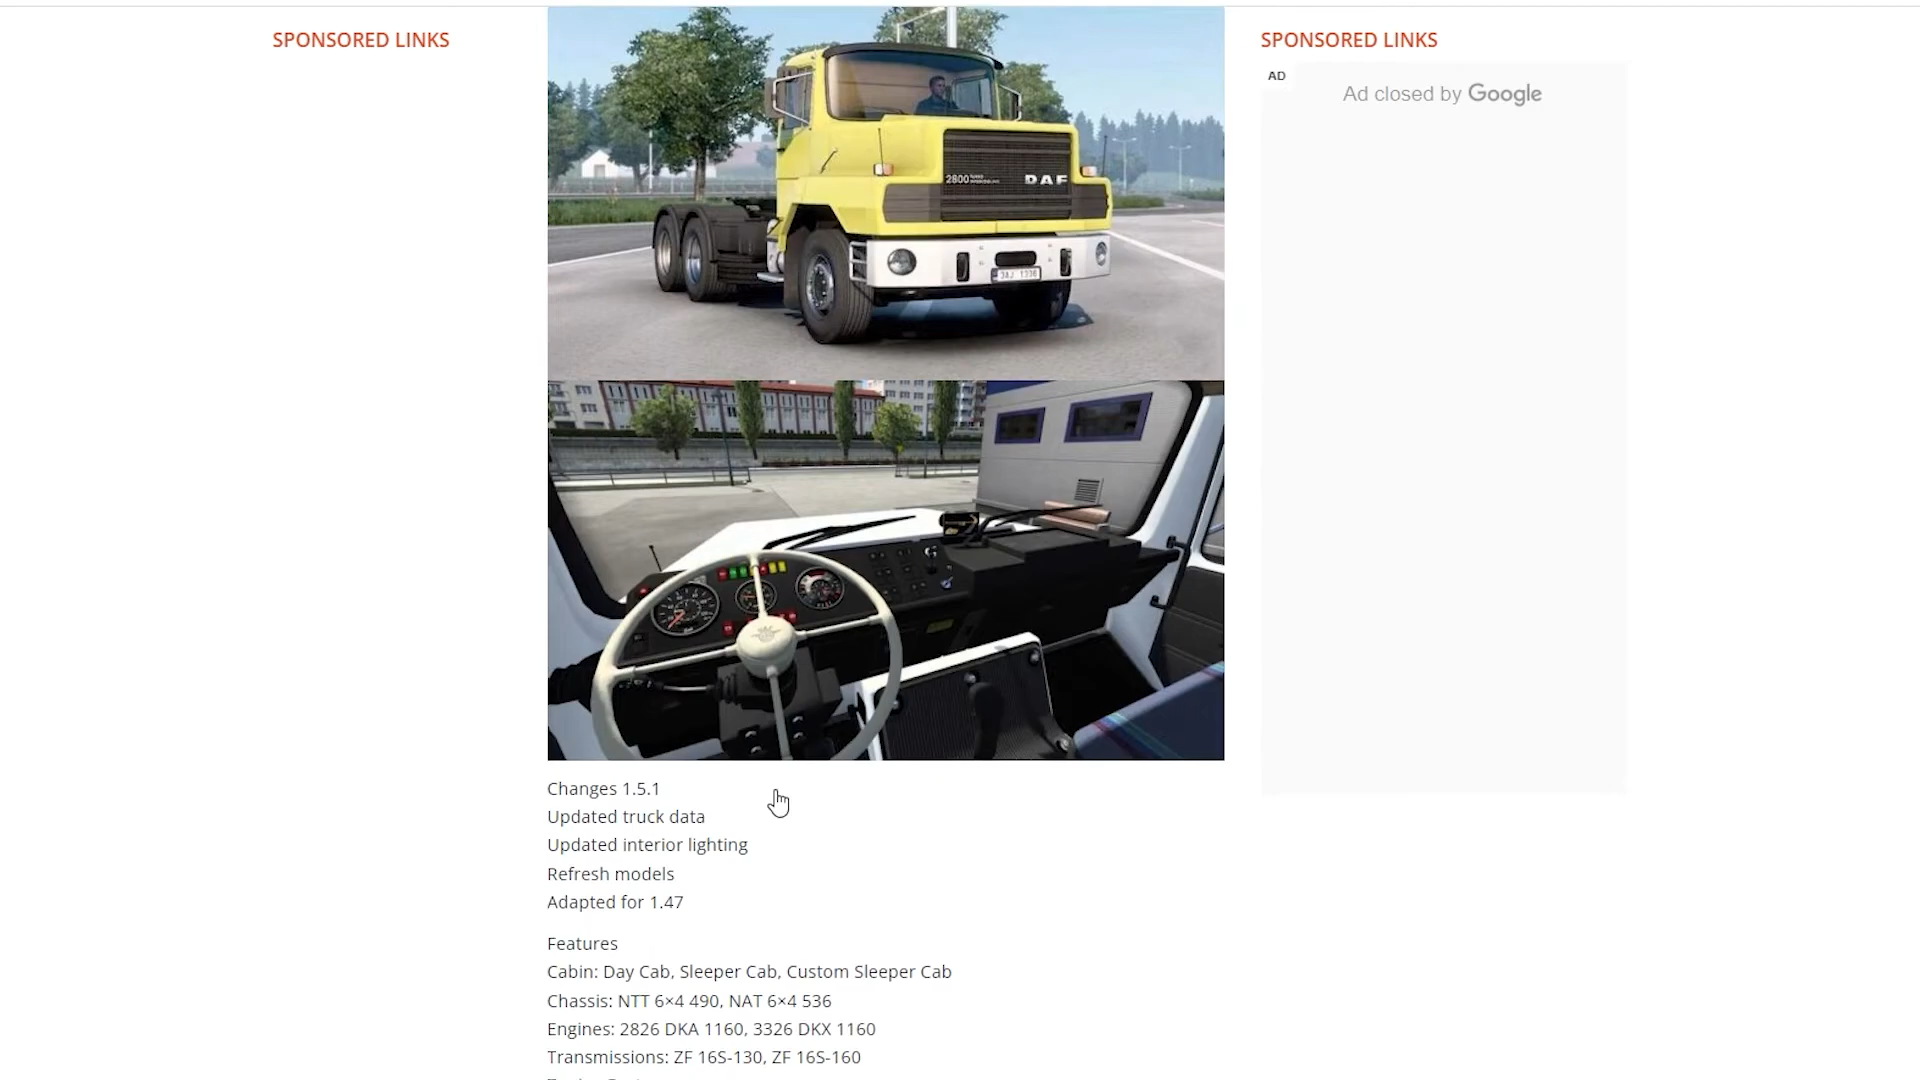 SPONSORED LINKS
SPONSORED LINKS
AD
Ad closed by Google
2800
DAF
Changes 1.5.1
Updated truck data
Updated interior lighting
Refresh models
Adapted for 1.47
Features
Cabin: Day Cab, Sleeper Cab, Custom Sleeper Cab
Chassis: NTT 6×4 490, NAT 6×4 536
Engines: 2826 DKA 1160, 3326 DKX 1160
Transmissions: ZF 16S-130, ZF 16S-160